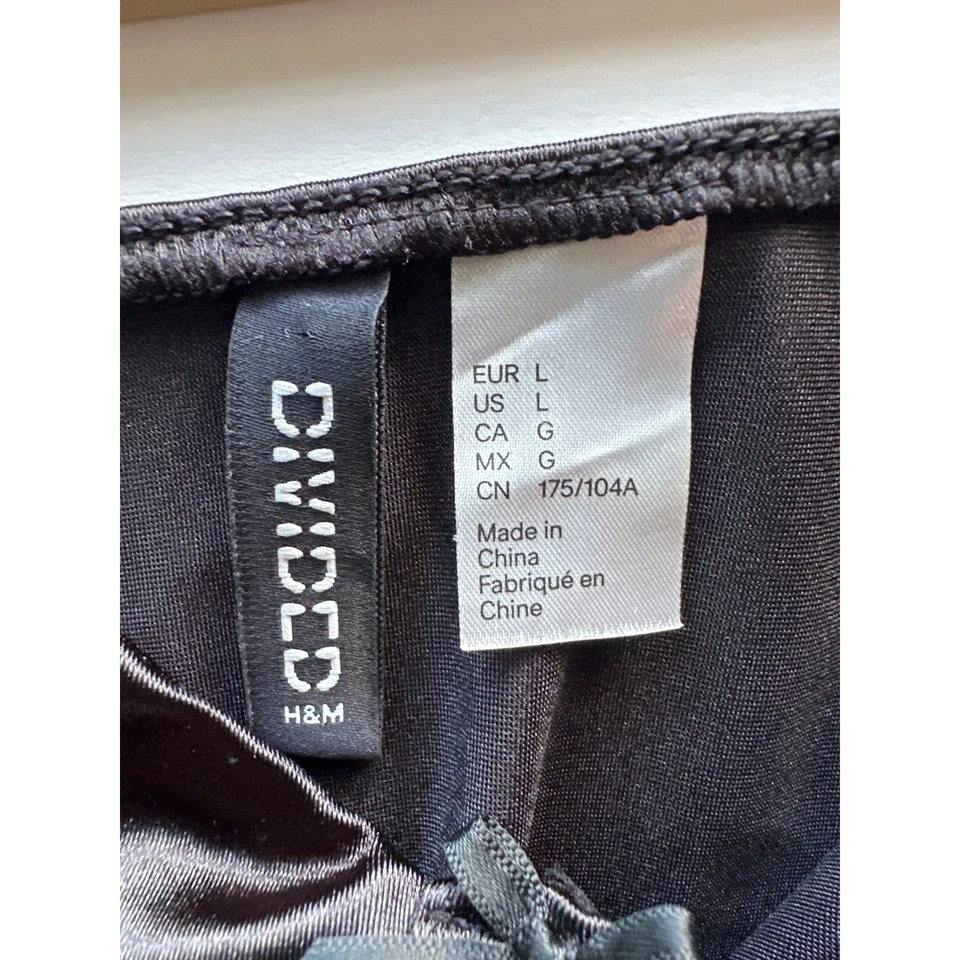 DIVIDED
H&M
EUR L
US L
CA G
MX G
CN 175/104A
Made in
China
Fabriqué en
Chine